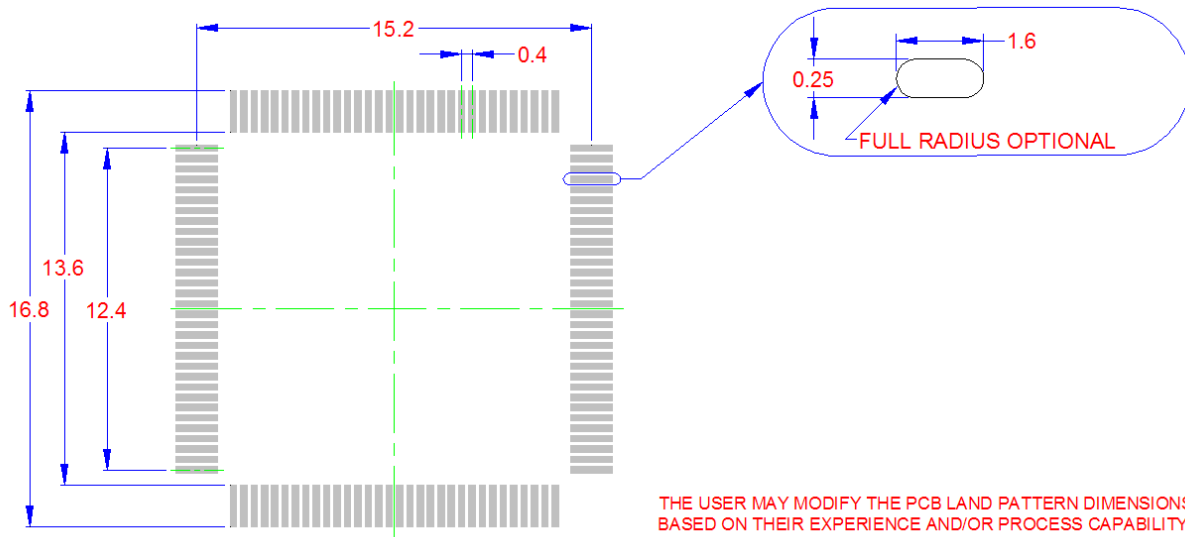 15.2
0.4
1.6
0.25
FULL RADIUS OPTIONAL
13.6
16.8
12.4
THE USER MAY MODIFY THE PCB LAND PATTERN DIMENSIONS
BASED ON THEIR EXPERIENCE AND/OR PROCESS CAPABILITY